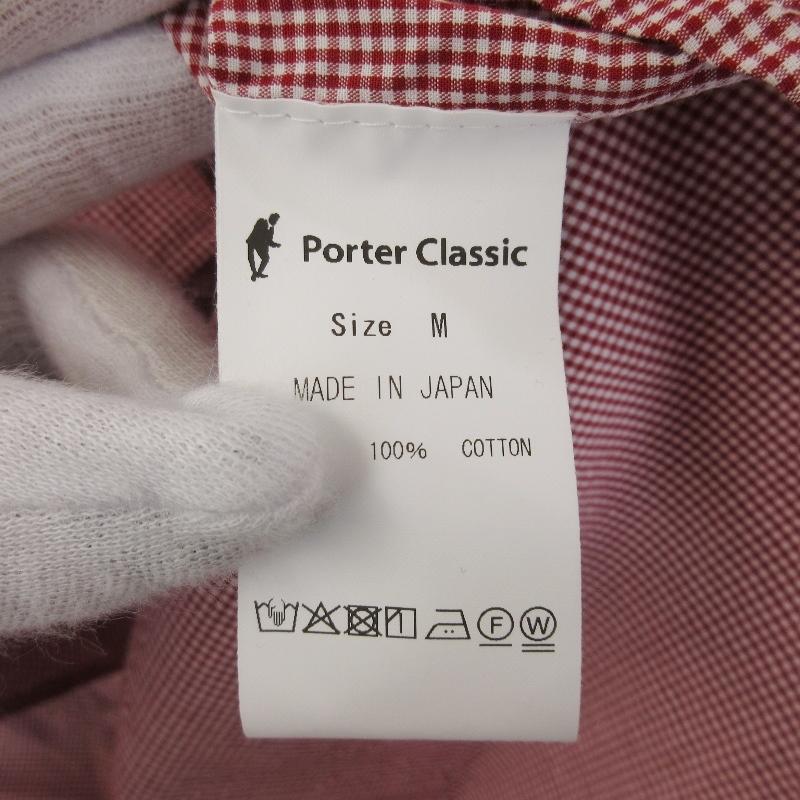 Porter Classic
Size M
MADE IN JAPAN
100% COTTON
F W